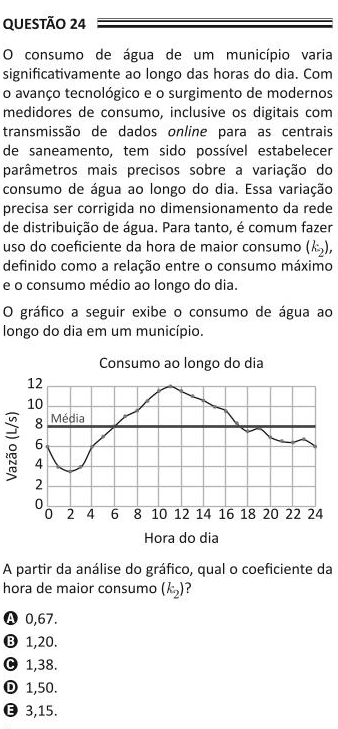 QUESTÃO 24
O consumo de água de um município varia
significativamente ao longo das horas do dia. Com
o avanço tecnológico e o surgimento de modernos
medidores de consumo, inclusive os digitais com
transmissão de dados online para as centrais
de saneamento, tem sido possível estabelecer
parâmetros mais precisos sobre a variação do
consumo de água ao longo do dia. Essa variação
precisa ser corrigida no dimensionamento da rede
de distribuição de água. Para tanto, é comum fazer
uso do coeficiente da hora de maior consumo (k₂),
definido como a relação entre o consumo máximo
e o consumo médio ao longo do dia.
O gráfico a seguir exibe o consumo de água ao
longo do dia em um município.
Consumo ao longo do dia
12
10
8
6
4
2
0
Vazão (L/s)
Média
0 2 4 6 8 10 12 14 16 18 20 22 24
Hora do dia
A partir da análise do gráfico, qual o coeficiente da
hora de maior consumo (k₂)?
A 0,67.
B 1,20.
C 1,38.
D 1,50.
E 3,15.